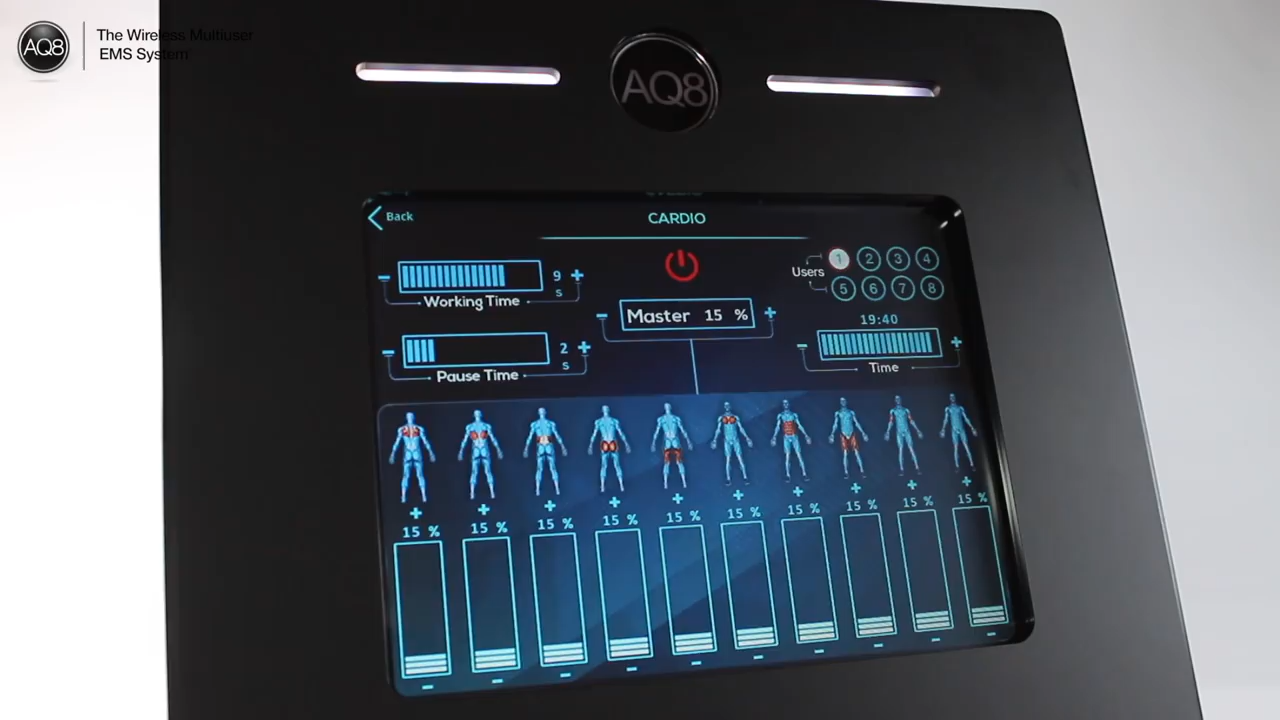 AQ8
The Wireless Multiuser
EMS System
AQ8
Back
CARDIO
Working Time
9
s
Pause Time
2
s
Master 15 %
Users
1 2 3 4
5 6 7 8
19:40
Time
15 % 15 % 15 % 15 % 15 % 15 % 15 % 15 % 15 % 15 %